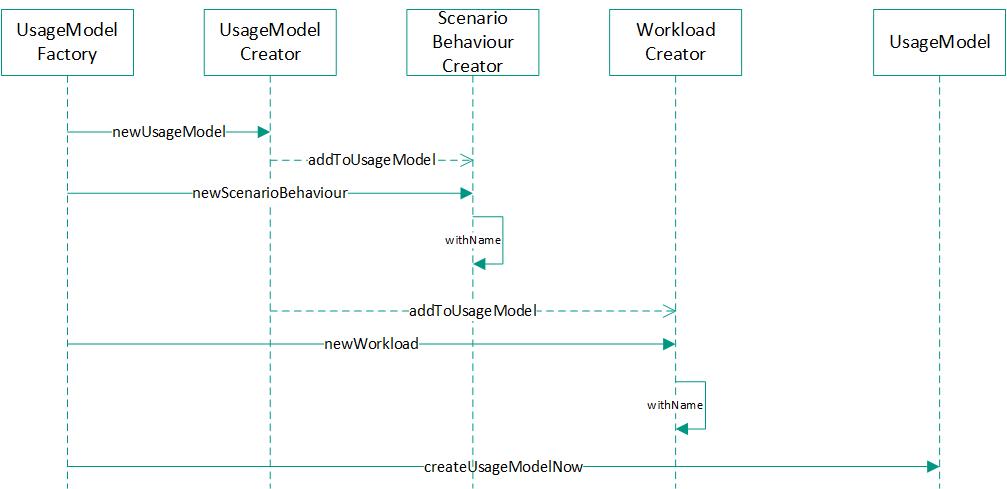 UsageModel
Factory
UsageModel
Creator
Scenario
Behaviour
Creator
Workload
Creator
UsageModel
newUsageModel
addToUsageModel
newScenarioBehaviour
withName
addToUsageModel
newWorkload
withName
createUsageModelNow